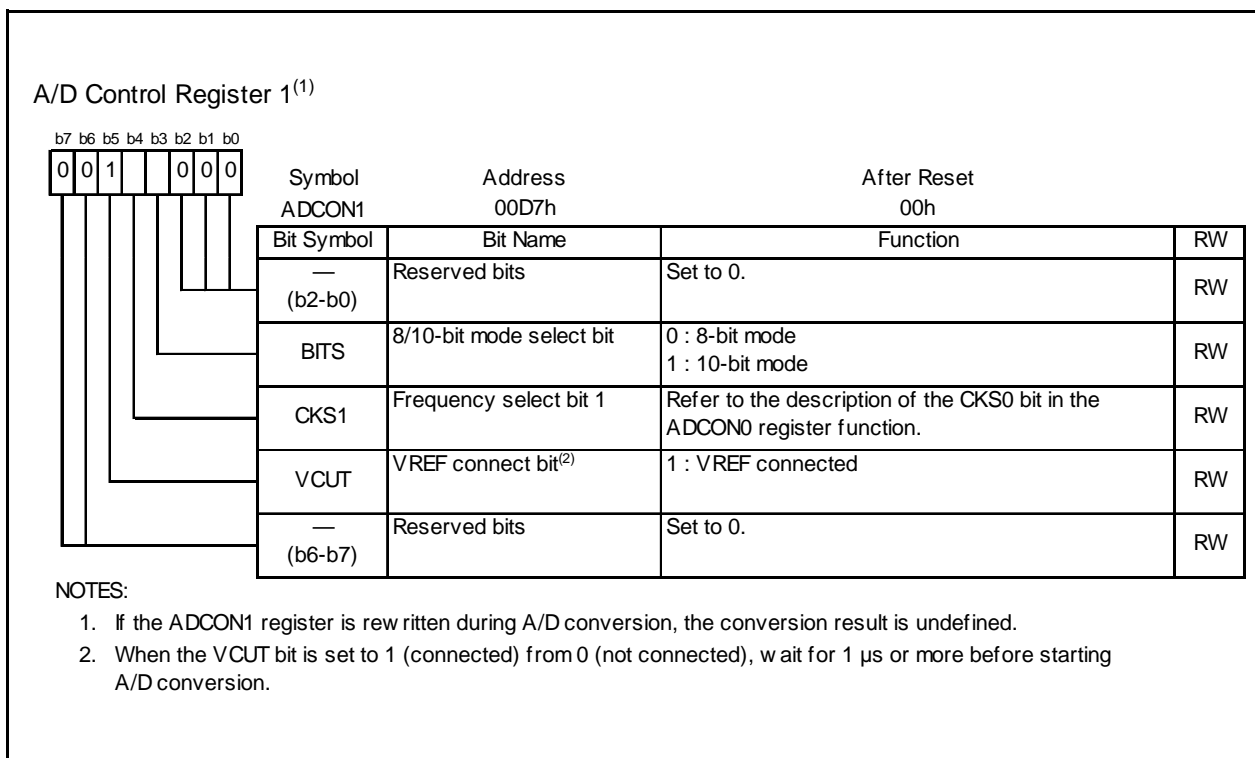 A/D Control Register 1(1)
b7 b6 b5 b4 b3 b2 b1 b0
0 0 1 0 0 0
Symbol Address After Reset
ADCON1 00D7h 00h
Bit Symbol Bit Name Function RW
— Reserved bits Set to 0. RW
(b2-b0)
BITS 8/10-bit mode select bit 0 : 8-bit mode RW
1 : 10-bit mode
CKS1 Frequency select bit 1 Refer to the description of the CKS0 bit in the RW
ADCON0 register function.
VCUT VREF connect bit(2) 1 : VREF connected RW
— Reserved bits Set to 0. RW
(b6-b7)
NOTES:
1. If the ADCON1 register is rewritten during A/D conversion, the conversion result is undefined.
2. When the VCUT bit is set to 1 (connected) from 0 (not connected), wait for 1 µs or more before starting
A/D conversion.